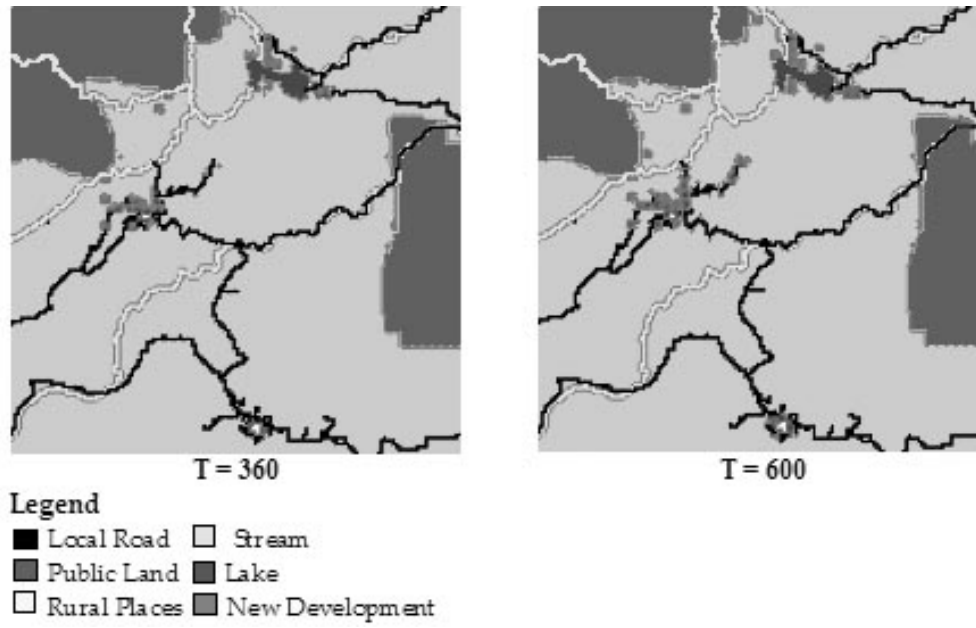 T = 360
T = 600
Legend
Local Road
Stream
Public Land
Lake
Rural Places
New Development